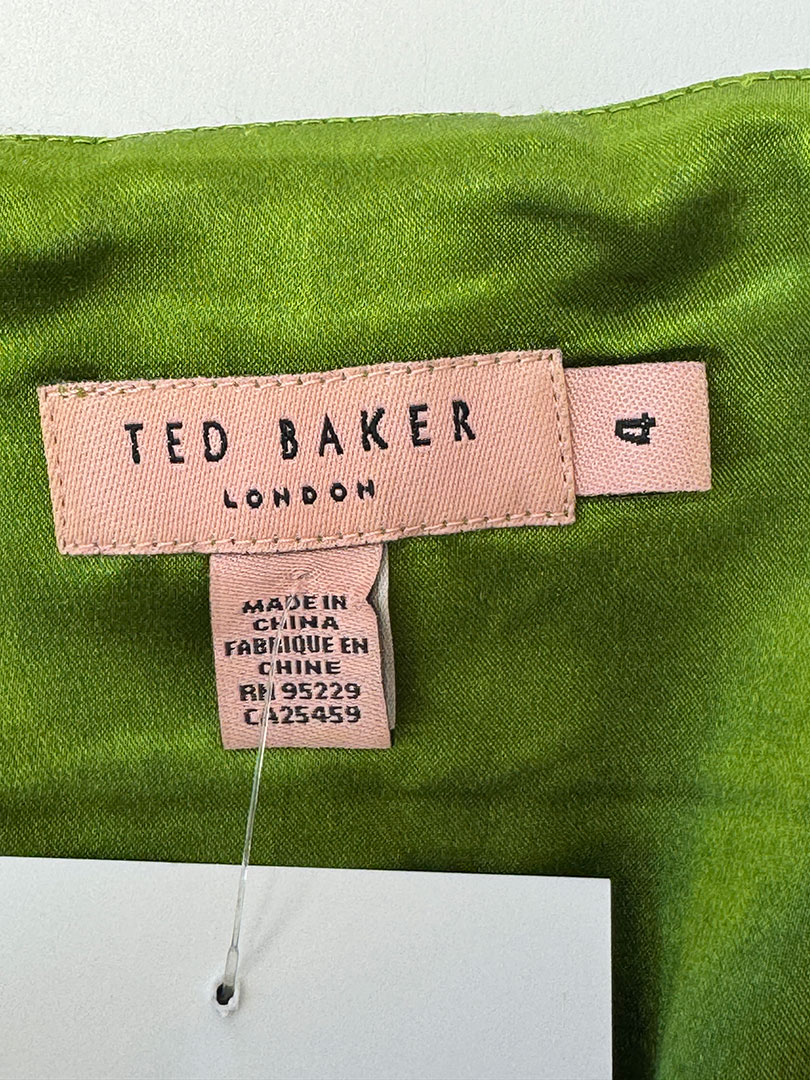 TED BAKER
LONDON
4
MADE IN
CHINA
FABRIQUE EN
CHINE
RN 95229
CA25459